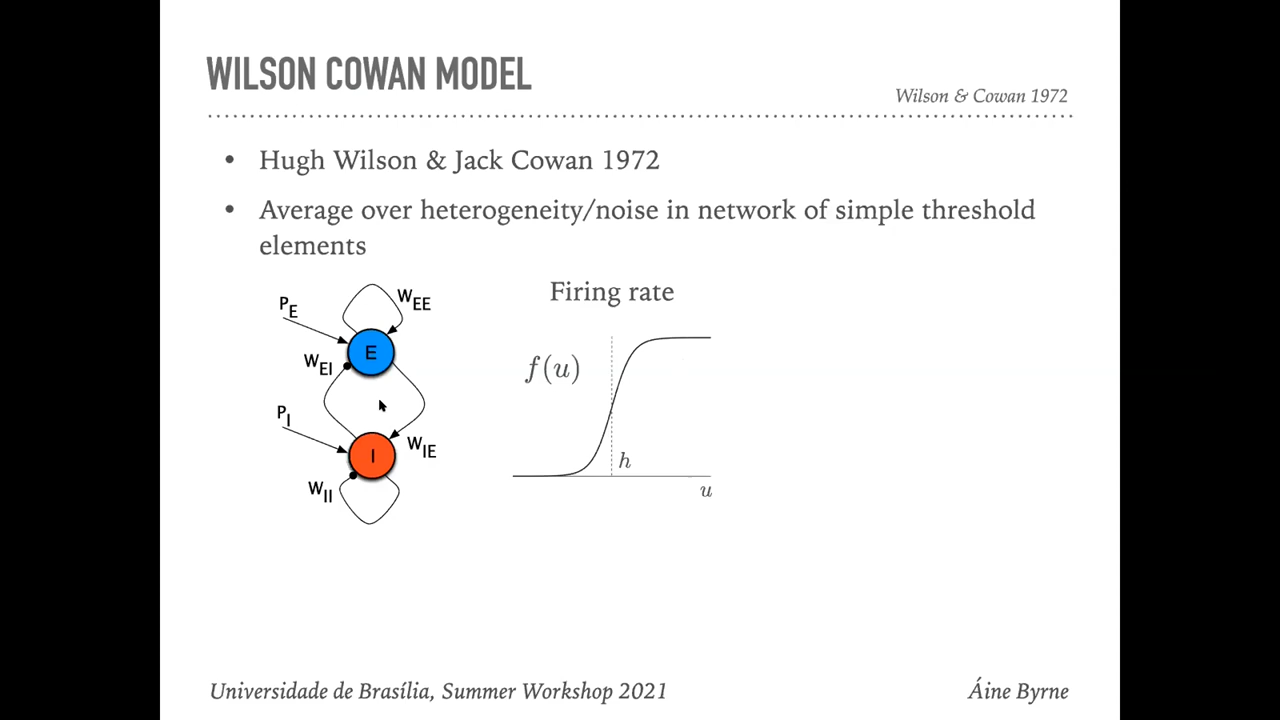 WILSON COWAN MODEL
Wilson & Cowan 1972
• Hugh Wilson & Jack Cowan 1972
• Average over heterogeneity/noise in network of simple threshold
elements
Firing rate
P_E
W_EE
E
W_EI
P_I
W_IE
I
W_II
f(u)
h
u
Universidade de Brasília, Summer Workshop 2021
Áine Byrne